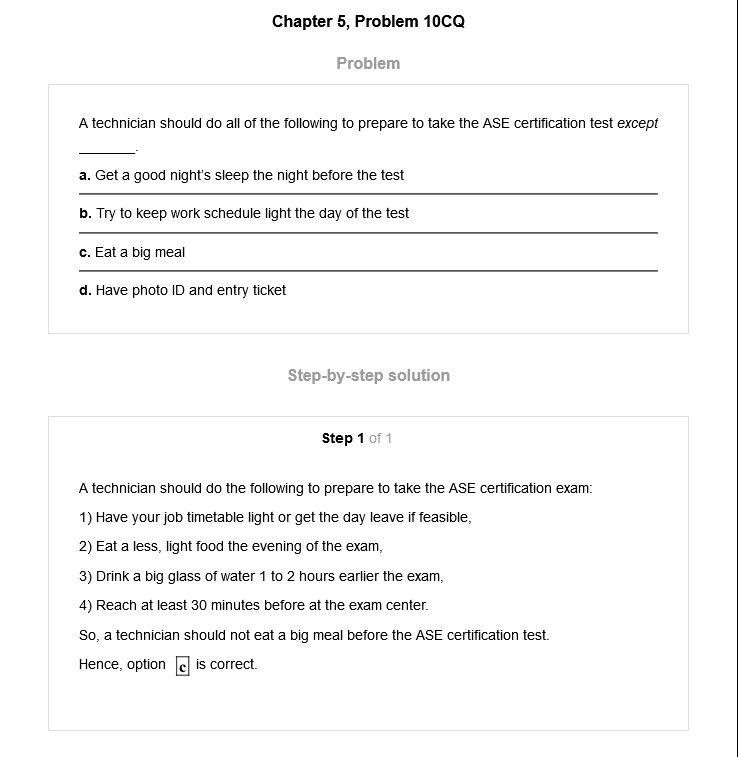 Chapter 5, Problem 10CQ
Problem
A technician should do all of the following to prepare to take the ASE certification test except
_______.
a. Get a good night's sleep the night before the test
b. Try to keep work schedule light the day of the test
c. Eat a big meal
d. Have photo ID and entry ticket
Step-by-step solution
Step 1 of 1
A technician should do the following to prepare to take the ASE certification exam:
1) Have your job timetable light or get the day leave if feasible,
2) Eat a less, light food the evening of the exam,
3) Drink a big glass of water 1 to 2 hours earlier the exam,
4) Reach at least 30 minutes before at the exam center.
So, a technician should not eat a big meal before the ASE certification test.
Hence, option c is correct.